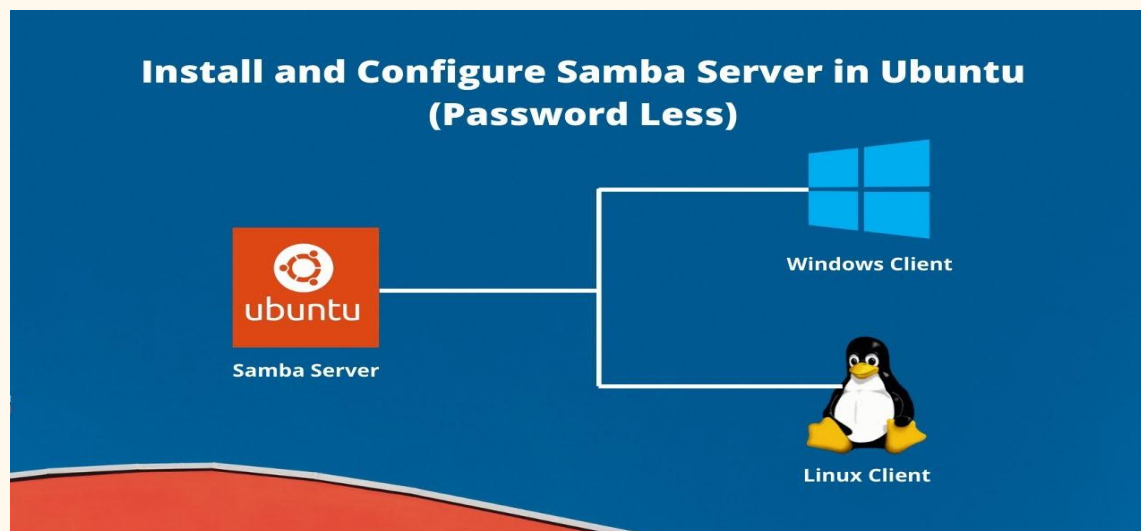 Install and Configure Samba Server in Ubuntu
(Password Less)
Windows Client
ubuntu
Samba Server
Linux Client